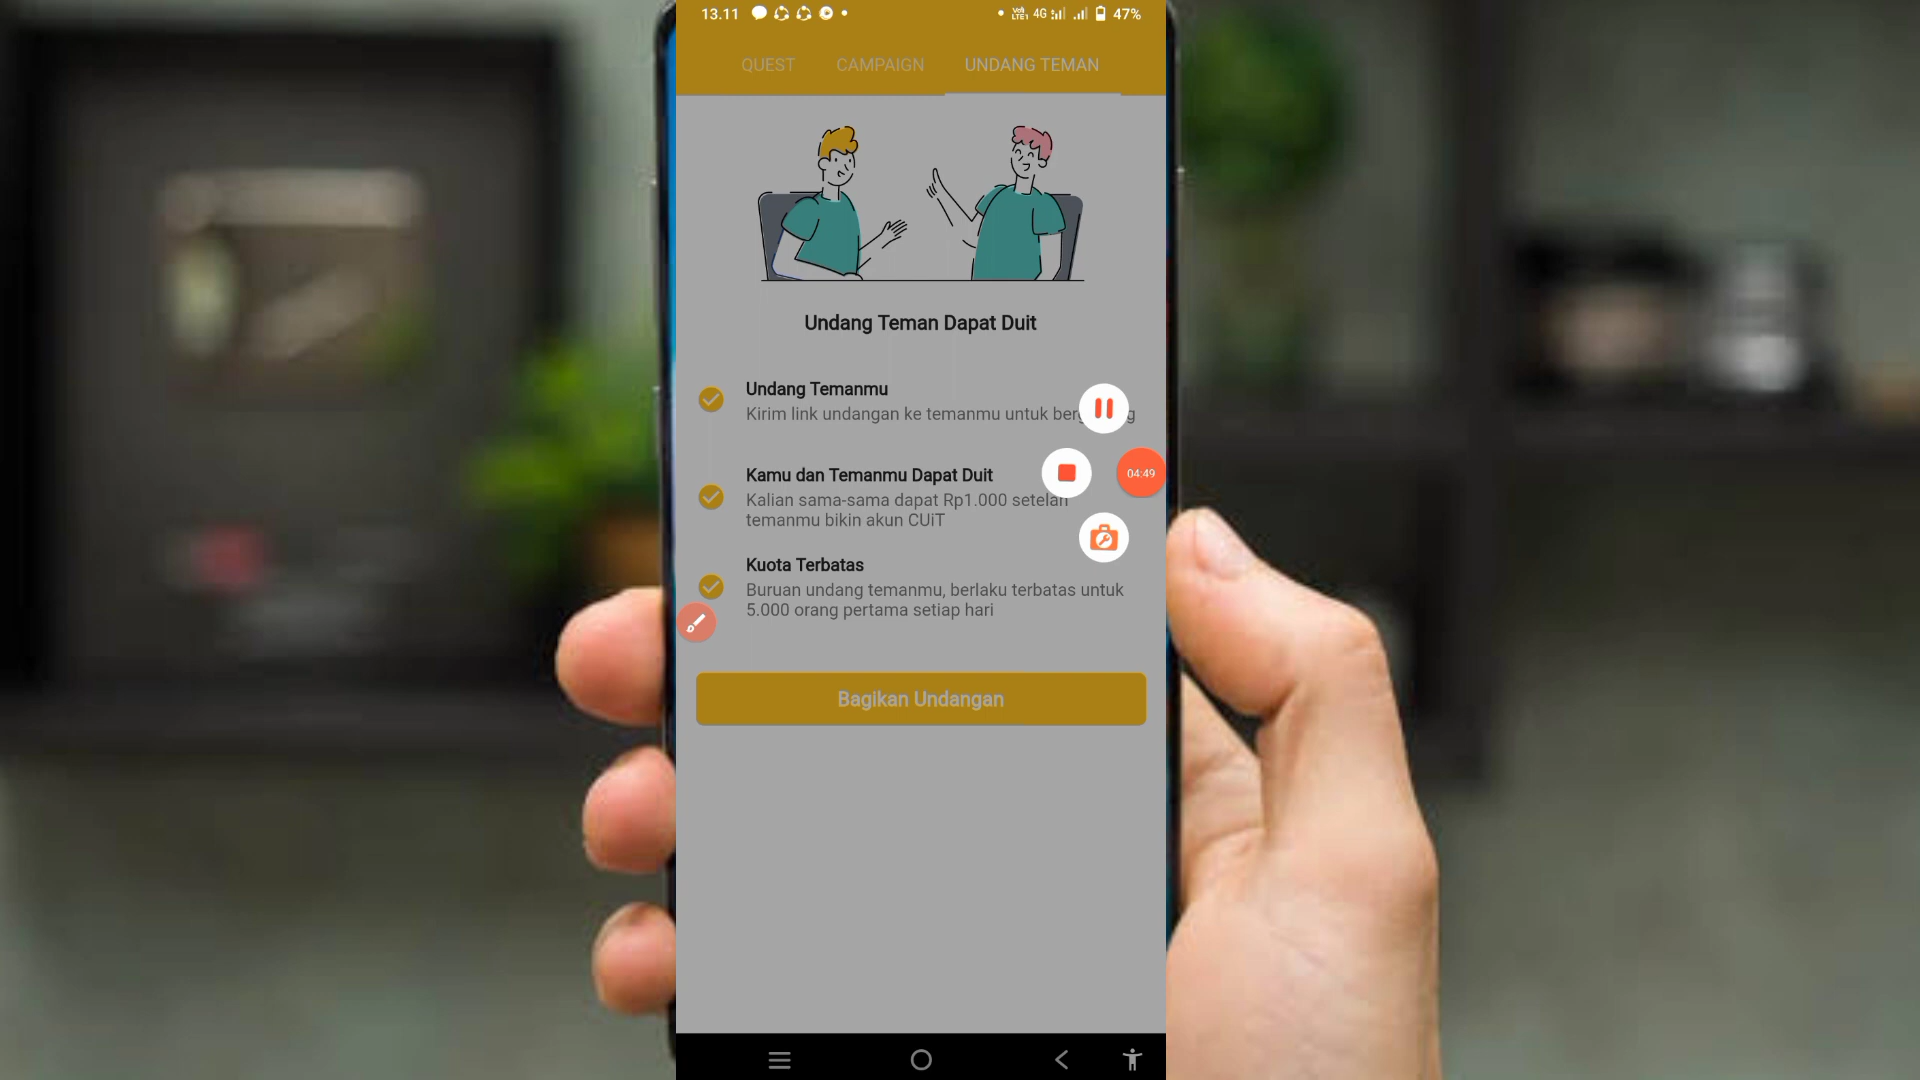 13.11
4G
47%
QUEST CAMPAIGN UNDANG TEMAN
Undang Teman Dapat Duit
Undang Temanmu
Kirim link undangan ke temanmu untuk
Kamu dan Temanmu Dapat Duit
Kalian sama-sama dapat Rp1.000 setelah
temanmu bikin akun CUiT
04:49
Kuota Terbatas
Buruan undang temanmu, berlaku terbatas untuk
5.000 orang pertama setiap hari
Bagikan Undangan